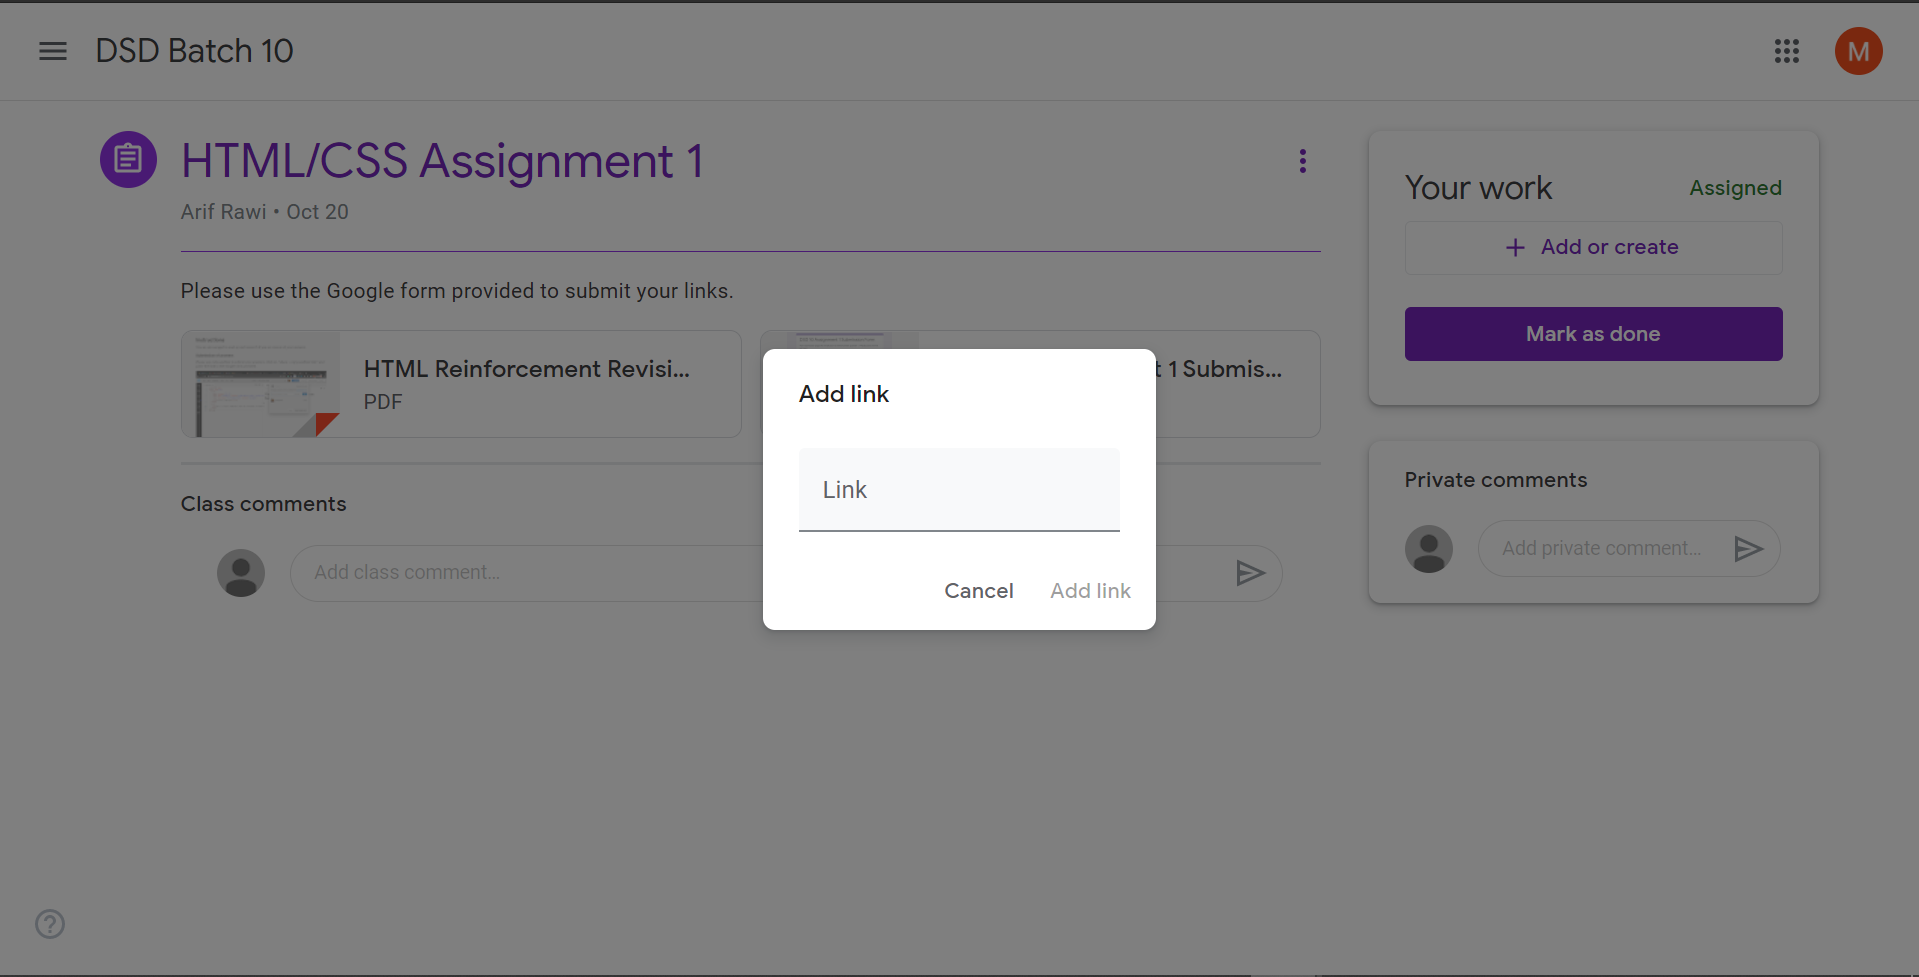 DSD Batch 10
M
HTML/CSS Assignment 1
Arif Rawi • Oct 20
Please use the Google form provided to submit your links.
HTML Reinforcement Revisi...
PDF
t 1 Submis...
Class comments
Add class comment...
Your work
Assigned
+ Add or create
Mark as done
Private comments
Add private comment...
Add link
Link
Cancel
Add link
?